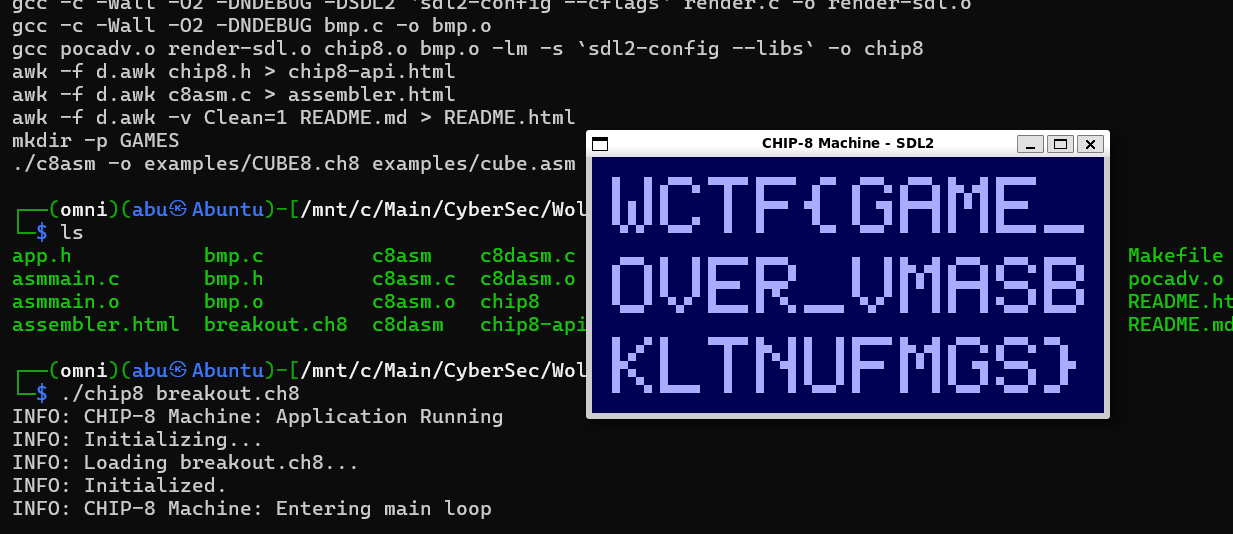 gcc -c -Wall -O2 -DNDEBUG -DSDL2 `sdl2-config --cflags` render.c -o render-sdl.o
gcc -c -Wall -O2 -DNDEBUG bmp.c -o bmp.o
gcc pocadv.o render-sdl.o chip8.o bmp.o -lm -s `sdl2-config --libs` -o chip8
awk -f d.awk chip8.h > chip8-api.html
awk -f d.awk c8asm.c > assembler.html
awk -f d.awk -v Clean=1 README.md > README.html
mkdir -p GAMES
./c8asm -o examples/CUBE8.ch8 examples/cube.asm
┌──(omni)(abu㉿Abuntu)-[/mnt/c/Main/CyberSec/Wol
└─$ ls
app.h bmp.c c8asm c8dasm.c Makefile
asmmain.c bmp.h c8asm.c c8dasm.o pocadv.o
asmmain.o bmp.o c8asm.o chip8 README.ht
assembler.html breakout.ch8 c8dasm chip8-api README.md
┌──(omni)(abu㉿Abuntu)-[/mnt/c/Main/CyberSec/Wol
└─$ ./chip8 breakout.ch8
INFO: CHIP-8 Machine: Application Running
INFO: Initializing...
INFO: Loading breakout.ch8...
INFO: Initialized.
INFO: CHIP-8 Machine: Entering main loop
CHIP-8 Machine - SDL2
WCTF{GAME_
OVER_VMASB
KLTNUFMGS}